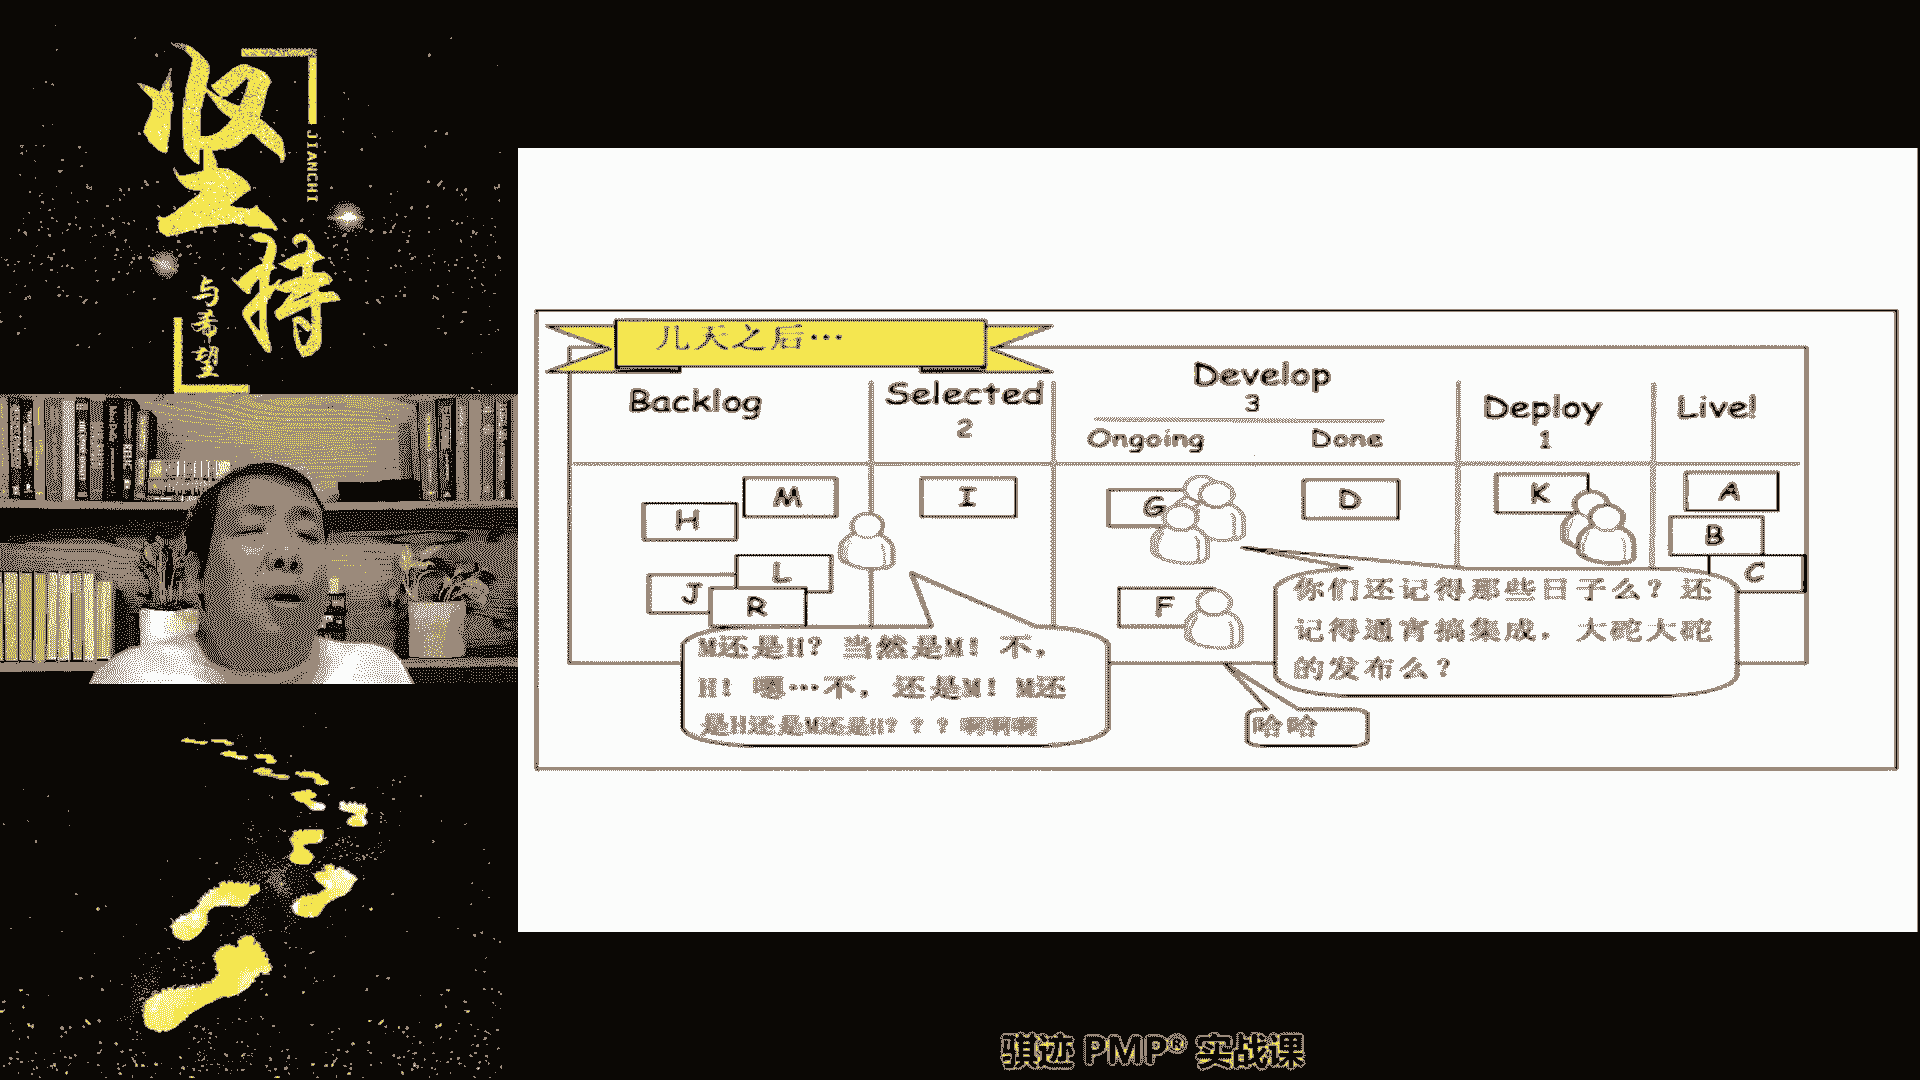 坚持
JIANCHI
与希望
几天之后…
Backlog
Selected
2
Develop
3
Ongoing
Done
Deploy
1
Live!
H
M
J
L
R
I
G
D
F
K
A
B
C
M还是H？当然是M！不，
H！嗯…不，还是M！M还
是H还是M还是H？？？啊啊啊
你们还记得那些日子么？还
记得通宵搞集成，大砣大砣
的发布么？
哈哈
骐迹 PMP® 实战课